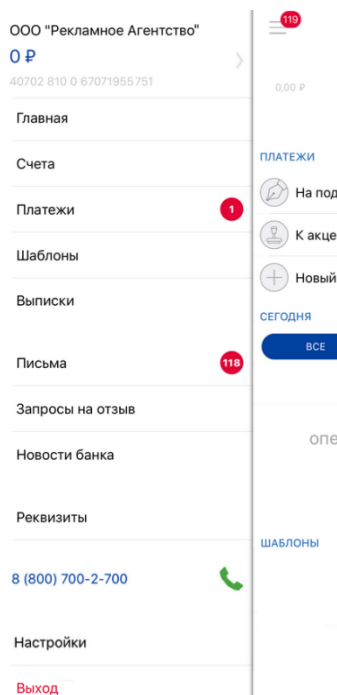 ООО "Рекламное Агентство"
0 ₽
40702 810 0 67071955751
Главная
Счета
Платежи
1
Шаблоны
Выписки
Письма
118
Запросы на отзыв
Новости банка
Реквизиты
8 (800) 700-2-700
Настройки
Выход
119
0,00 ₽
ПЛАТЕЖИ
На под
К акце
Новый
СЕГОДНЯ
ВСЕ
опе
ШАБЛОНЫ